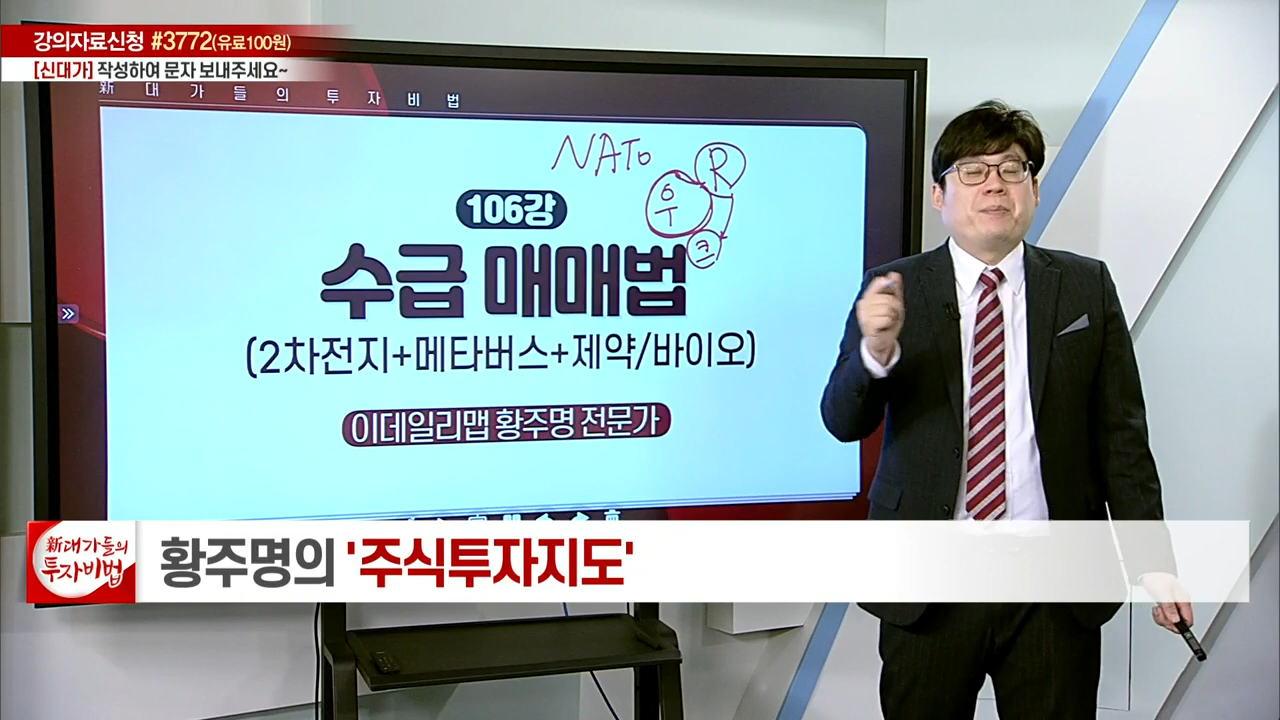 강의자료신청 #3772(유료100원)
[신대가] 작성하여 문자 보내주세요~
新 대 가 들 의 투 자 비 법
NATO
R
우
크
106강
수급 매매법
(2차전지+메타버스+제약/바이오)
이데일리맵 황주명 전문가
新대가들의
투자비법
황주명의 '주식투자지도'